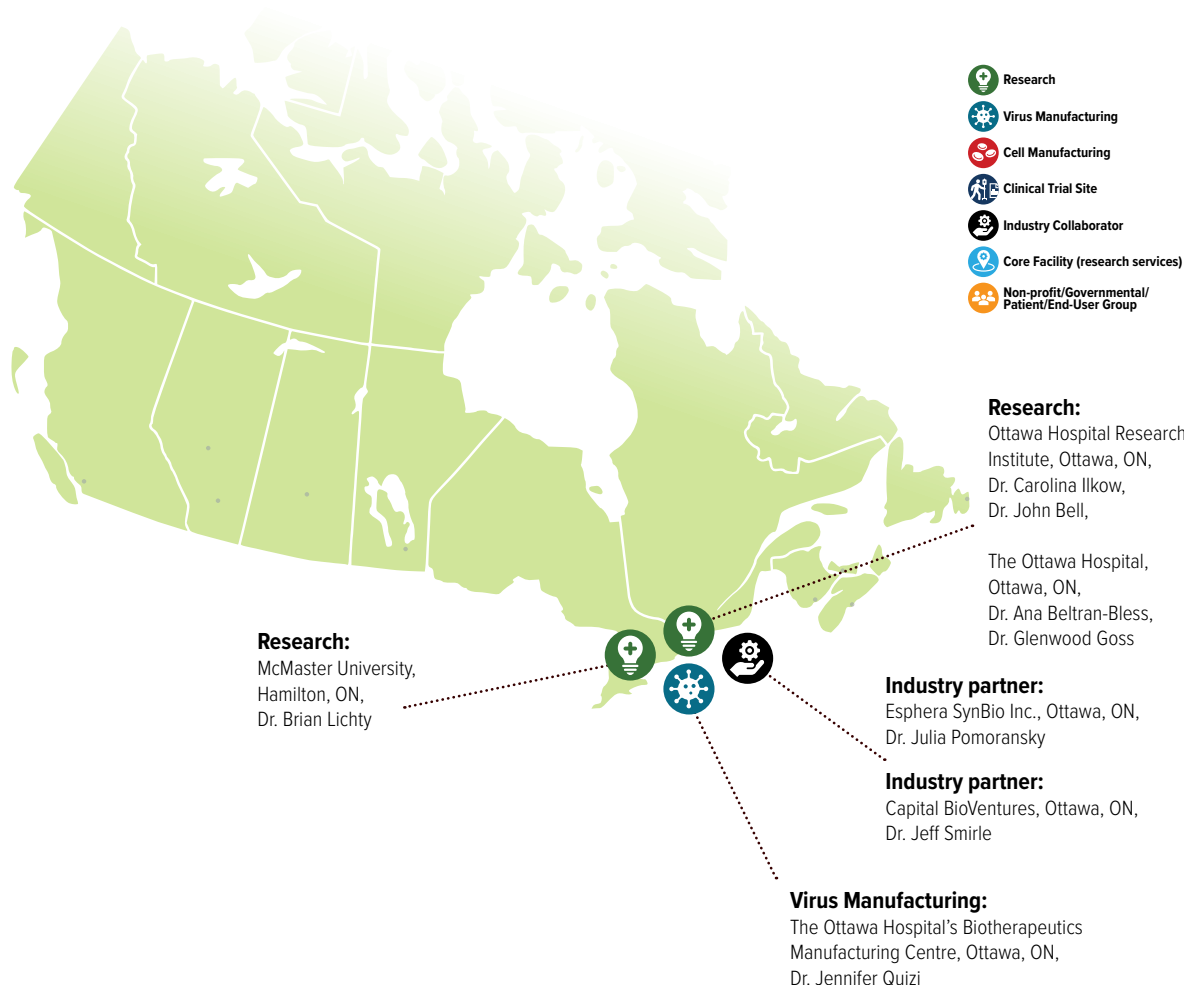 Research
Virus Manufacturing
Cell Manufacturing
Clinical Trial Site
Industry Collaborator
Core Facility (research services)
Non-profit/Governmental/
Patient/End-User Group
Research:
Ottawa Hospital Research
Institute, Ottawa, ON,
Dr. Carolina Ilkow,
Dr. John Bell,
The Ottawa Hospital,
Ottawa, ON,
Dr. Ana Beltran-Bless,
Dr. Glenwood Goss
Research:
McMaster University,
Hamilton, ON,
Dr. Brian Lichty
Industry partner:
Esphera SynBio Inc., Ottawa, ON,
Dr. Julia Pomoransky
Industry partner:
Capital BioVentures, Ottawa, ON,
Dr. Jeff Smirle
Virus Manufacturing:
The Ottawa Hospital's Biotherapeutics
Manufacturing Centre, Ottawa, ON,
Dr. Jennifer Quizi